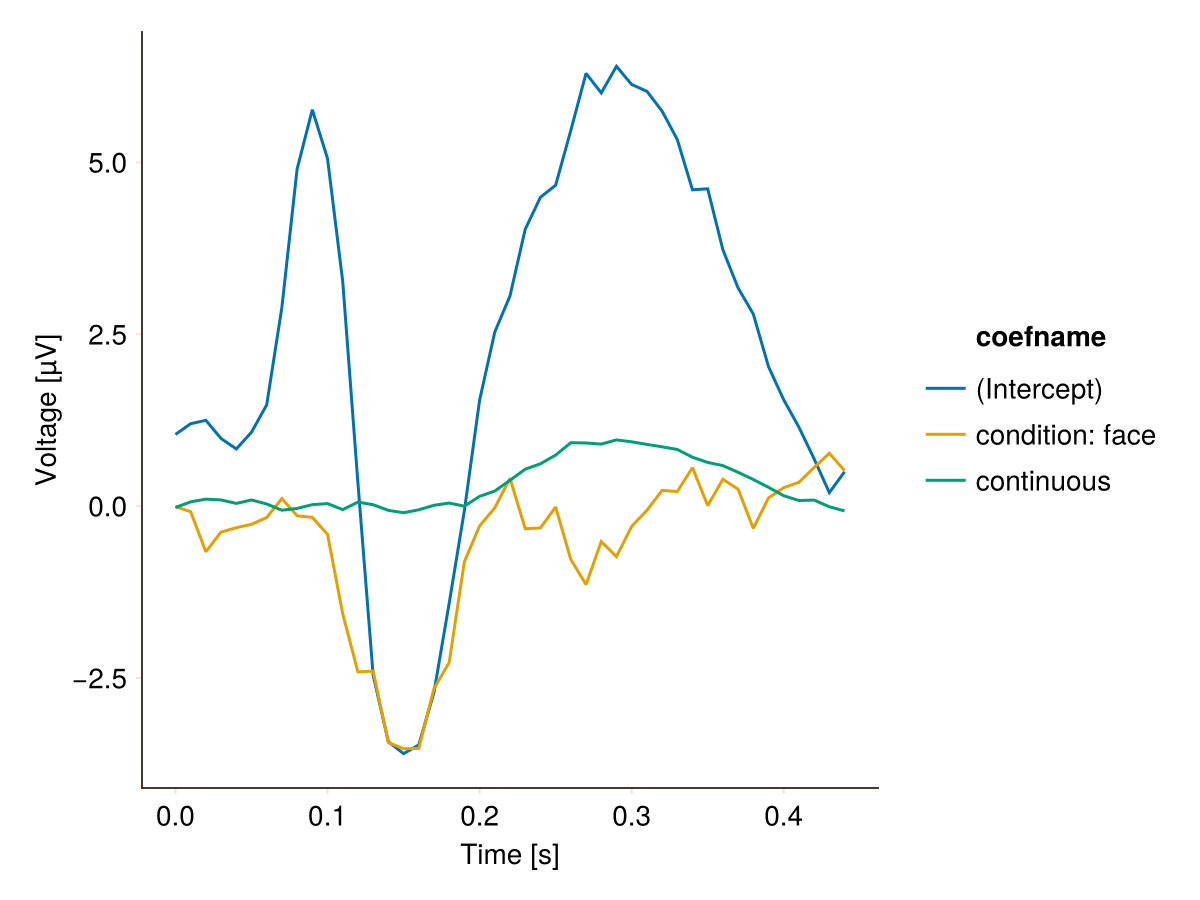 5.0
2.5
0.0
−2.5
Voltage [µV]
0.0 0.1 0.2 0.3 0.4
Time [s]
coefname
(Intercept)
condition: face
continuous